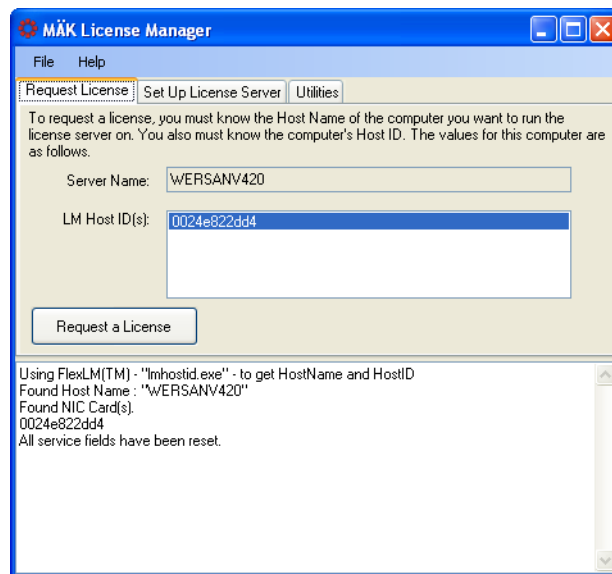 MÄK License Manager
File Help
Request License Set Up License Server Utilities
To request a license, you must know the Host Name of the computer you want to run the
license server on. You also must know the computer's Host ID. The values for this computer are
as follows.
Server Name: WERSANV420
LM Host ID(s): 0024e822dd4
Request a License
Using FlexLM(TM) - "lmhostid.exe" - to get HostName and HostID
Found Host Name : "WERSANV420"
Found NIC Card(s).
0024e822dd4
All service fields have been reset.